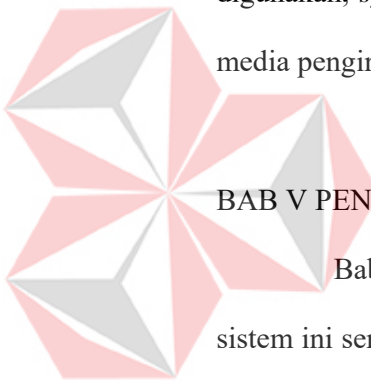 digunakan, s
media pengir
BAB V PEN
Bab
sistem ini ser